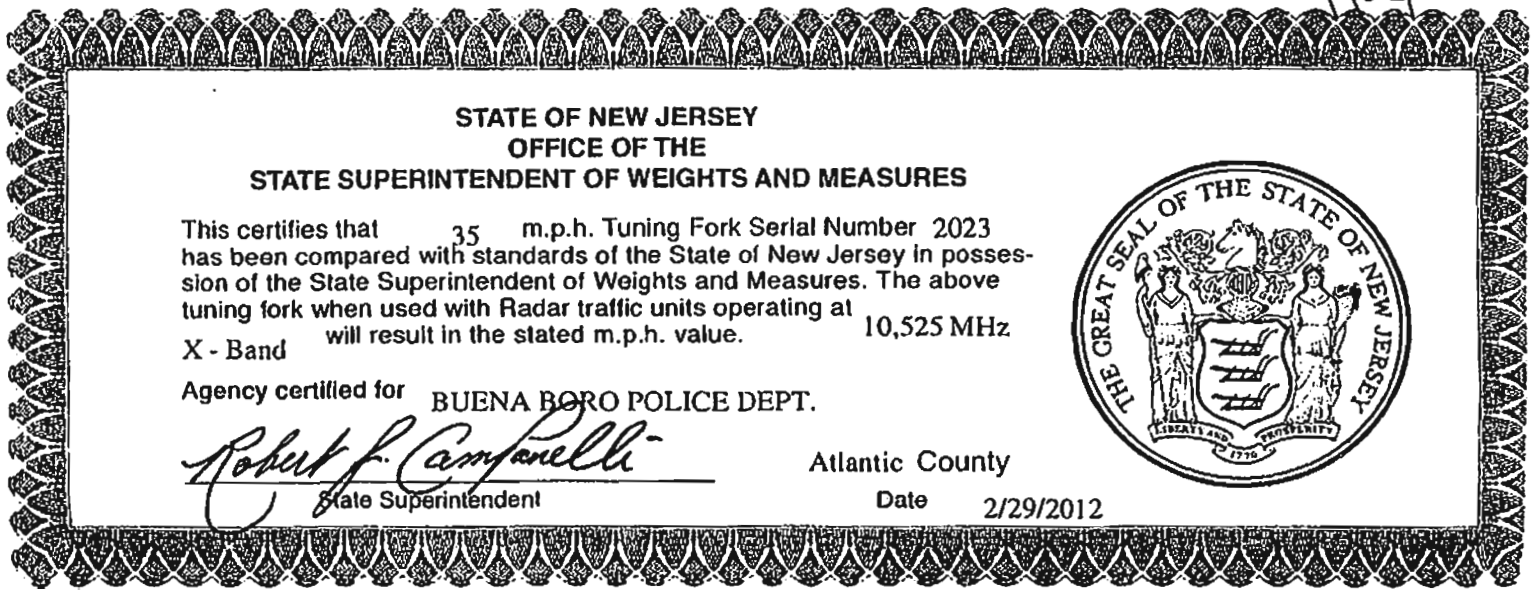 STATE OF NEW JERSEY
OFFICE OF THE
STATE SUPERINTENDENT OF WEIGHTS AND MEASURES
This certifies that 35 m.p.h. Tuning Fork Serial Number 2023
has been compared with standards of the State of New Jersey in posses-
sion of the State Superintendent of Weights and Measures. The above
tuning fork when used with Radar traffic units operating at 10,525 MHz
X - Band will result in the stated m.p.h. value.
Agency certified for BUENA BORO POLICE DEPT.
Robert J. Campanelli
State Superintendent
Atlantic County
Date 2/29/2012
THE GREAT SEAL OF THE STATE OF NEW JERSEY
LIBERTY AND PROSPERITY
1776